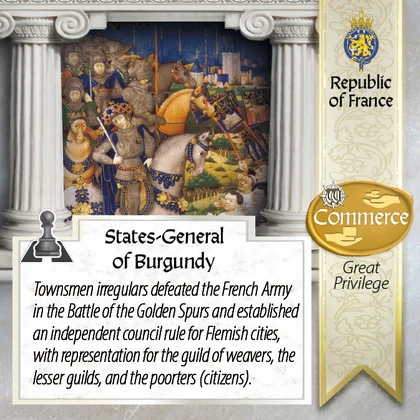 Republic
of France
Commerce
Great
Privilege
States-General
of Burgundy
Townsmen irregulars defeated the French Army
in the Battle of the Golden Spurs and established
an independent council rule for Flemish cities,
with representation for the guild of weavers, the
lesser guilds, and the poorters (citizens).